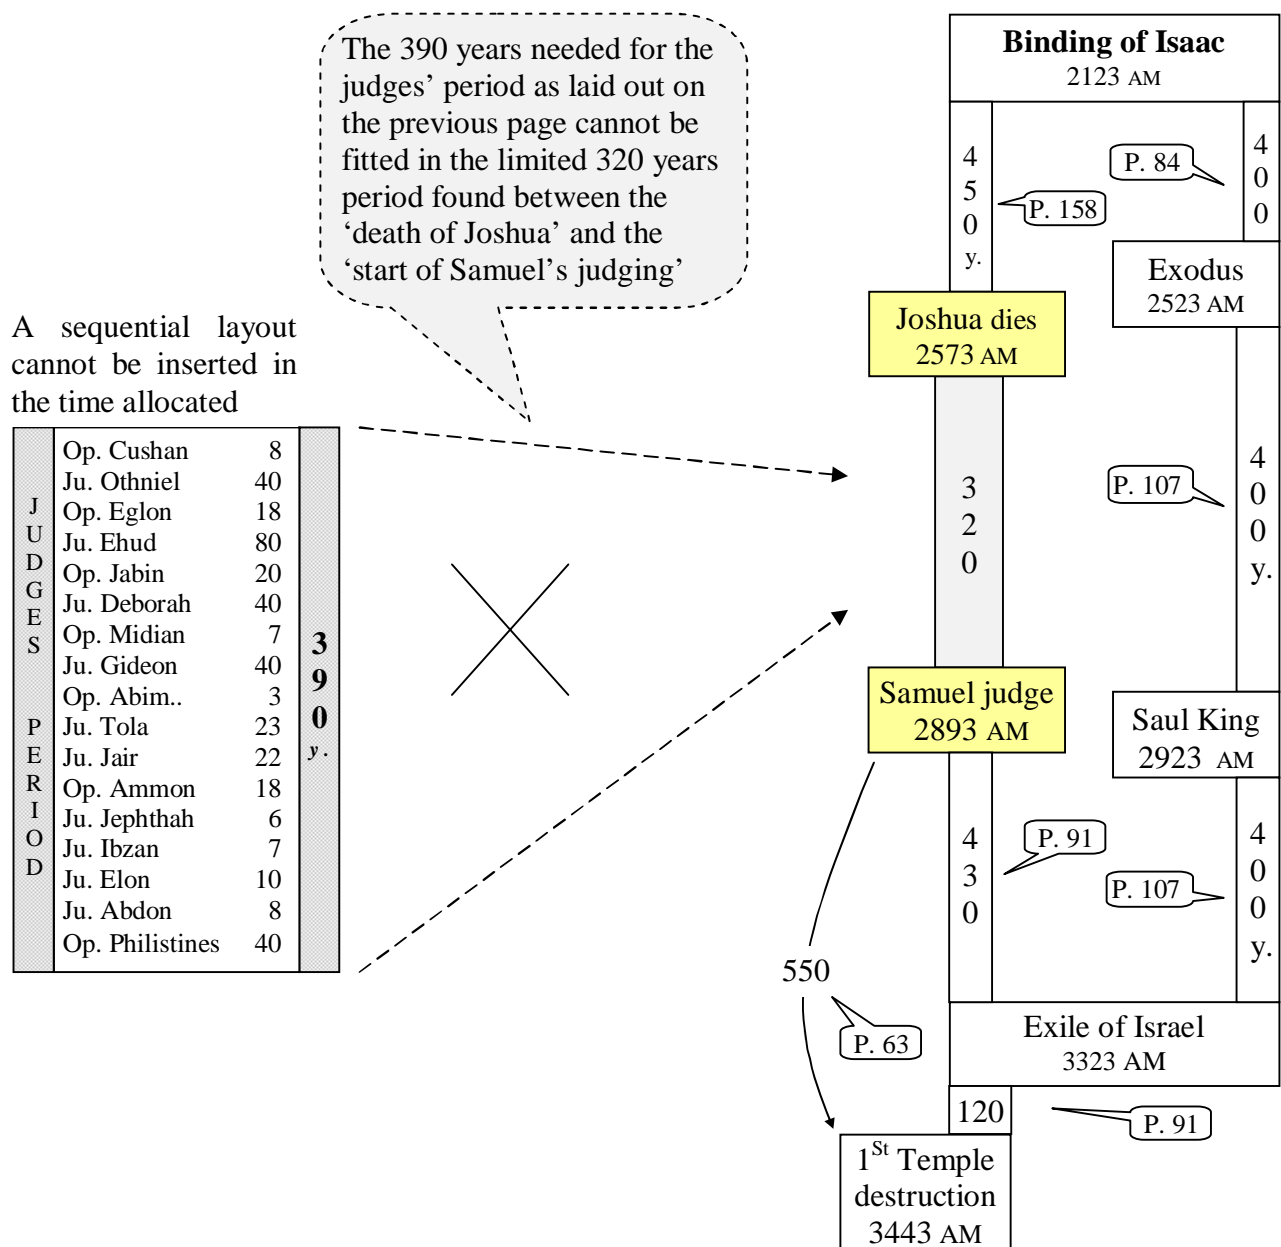 The 390 years needed for the
judges’ period as laid out on
the previous page cannot be
fitted in the limited 320 years
period found between the
‘death of Joshua’ and the
‘start of Samuel’s judging’
A sequential layout
cannot be inserted in
the time allocated
JUDGES PERIOD
Op. Cushan 8
Ju. Othniel 40
Op. Eglon 18
Ju. Ehud 80
Op. Jabin 20
Ju. Deborah 40
Op. Midian 7
Ju. Gideon 40
Op. Abim.. 3
Ju. Tola 23
Ju. Jair 22
Op. Ammon 18
Ju. Jephthah 6
Ju. Ibzan 7
Ju. Elon 10
Ju. Abdon 8
Op. Philistines 40
390 y.
Binding of Isaac
2123 AM
450 y.
P. 158
P. 84
400
Exodus
2523 AM
Joshua dies
2573 AM
320
P. 107
400 y.
Samuel judge
2893 AM
Saul King
2923 AM
430
P. 91
P. 107
400 y.
550
P. 63
Exile of Israel
3323 AM
120
P. 91
1St Temple
destruction
3443 AM